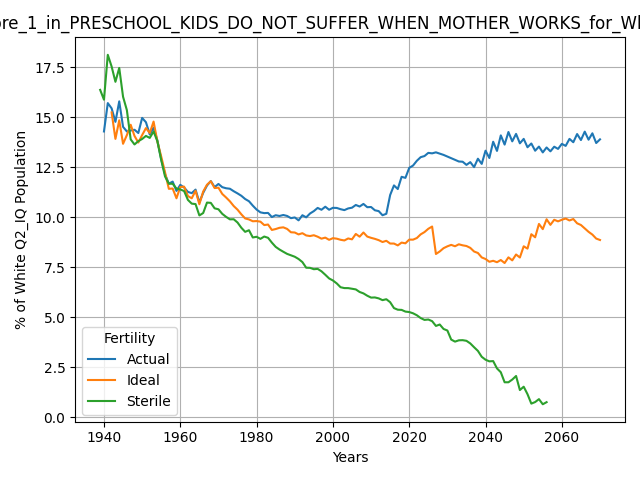 ore_1_in_PRESCHOOL_KIDS_DO_NOT_SUFFER_WHEN_MOTHER_WORKS_for_Wh
% of White Q2_IQ Population
17.5
15.0
12.5
10.0
7.5
5.0
2.5
0.0
Fertility
Actual
Ideal
Sterile
1940 1960 1980 2000 2020 2040 2060
Years